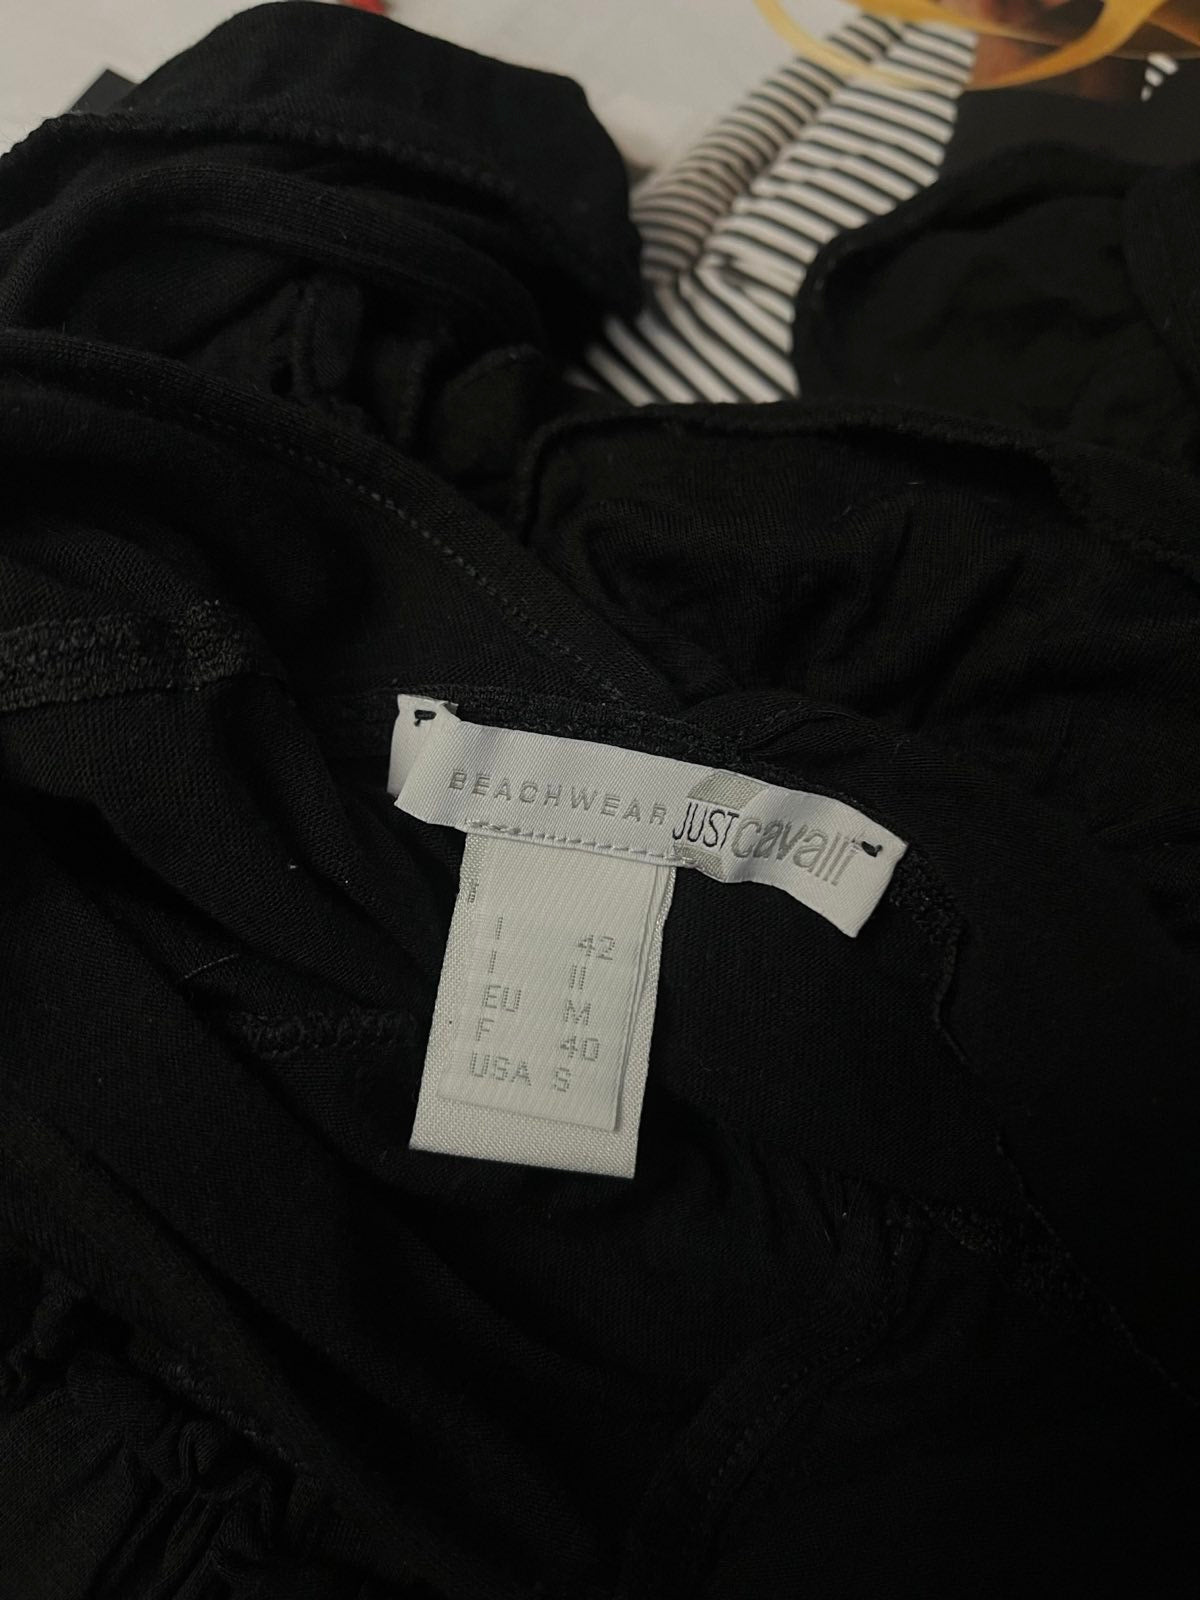 BEACHWEAR JUST cavalli
I 42
I II
EU M
F 40
USA S